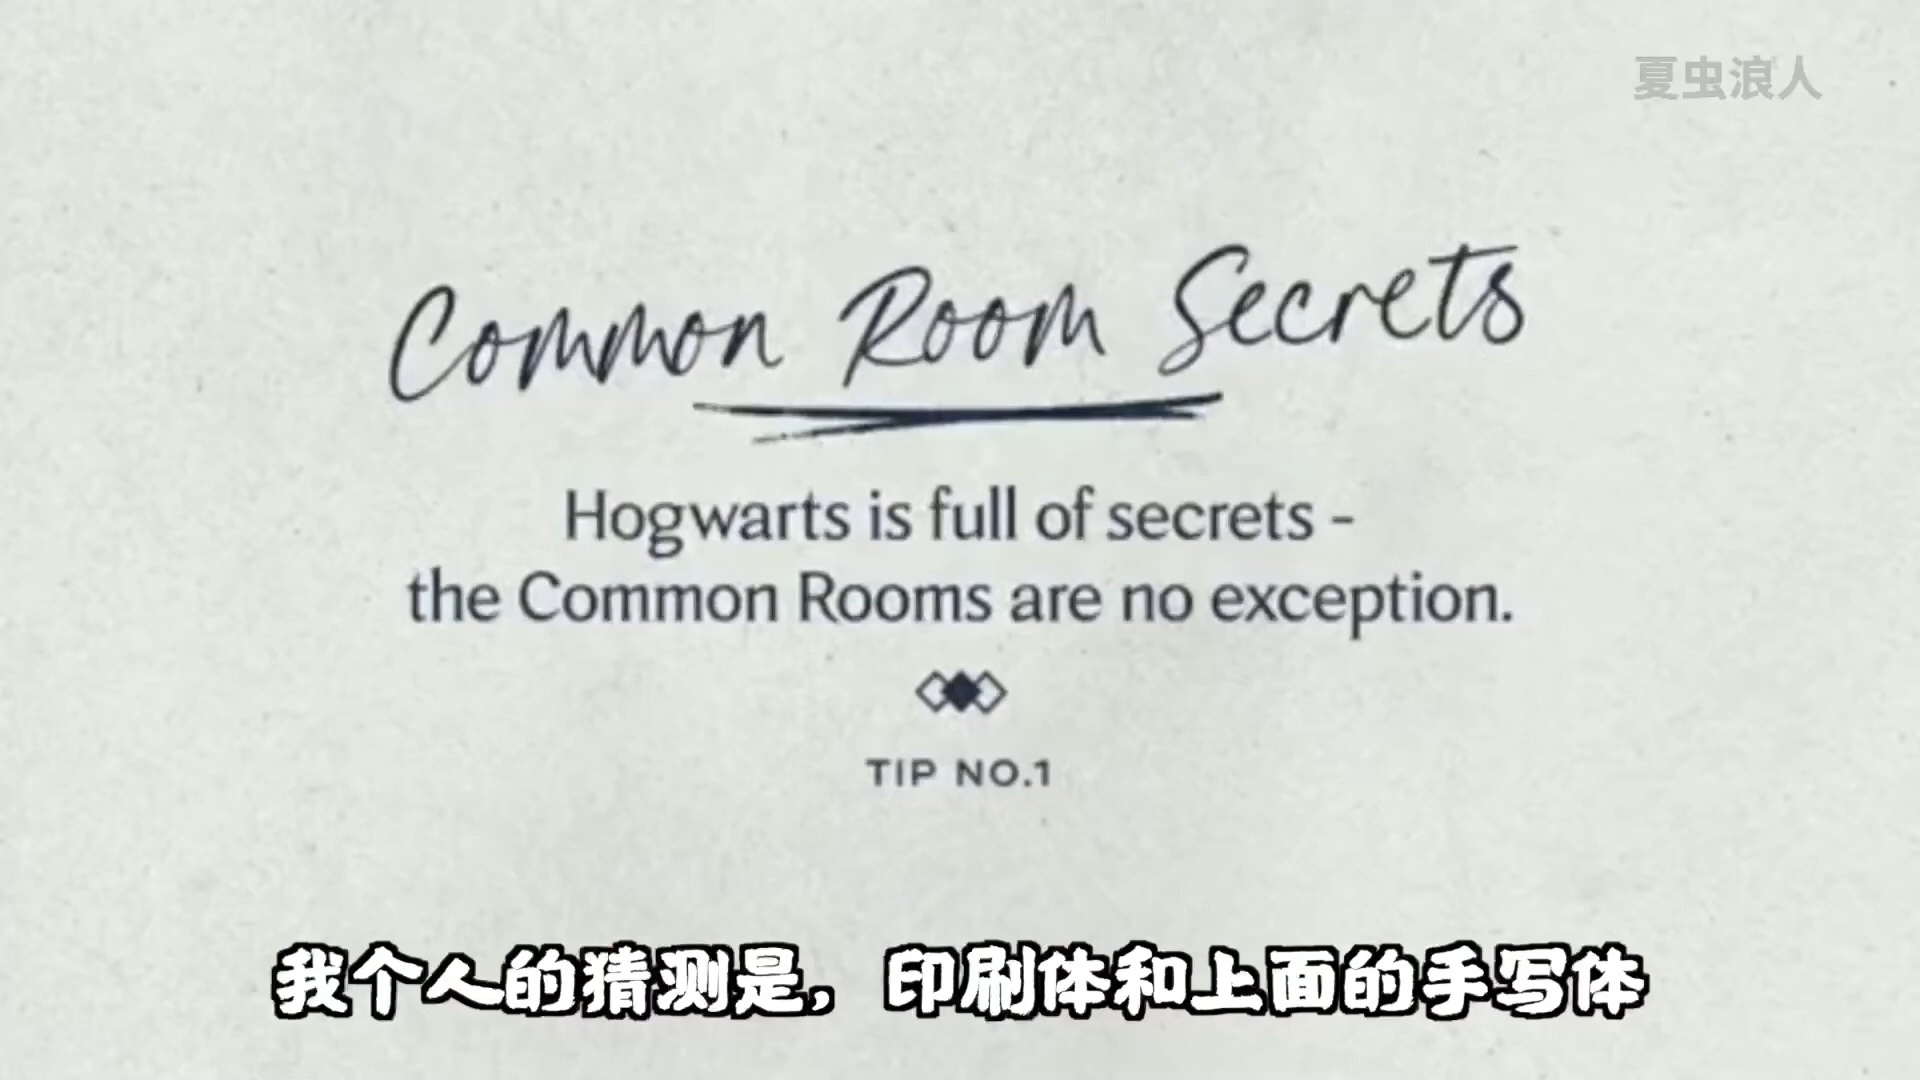 夏虫浪人
Common Room Secrets
Hogwarts is full of secrets -
the Common Rooms are no exception.
TIP NO.1
我个人的猜测是，印刷体和上面的手写体